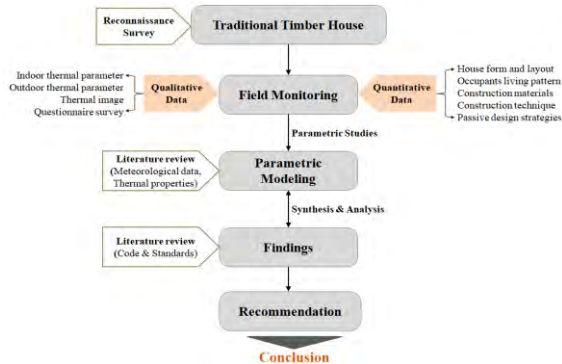 Reconnaissance
Survey
Traditional Timber House
Indoor thermal parameter
Outdoor thermal parameter
Thermal image
Questionnaire survey
Qualitative
Data
Field Monitoring
Quantitative
Data
House form and layout
Occupants living pattern
Construction materials
Construction technique
Passive design strategies
Parametric Studies
Literature review
(Meteorological data,
Thermal properties)
Parametric
Modeling
Synthesis & Analysis
Literature review
(Code & Standards)
Findings
Recommendation
Conclusion